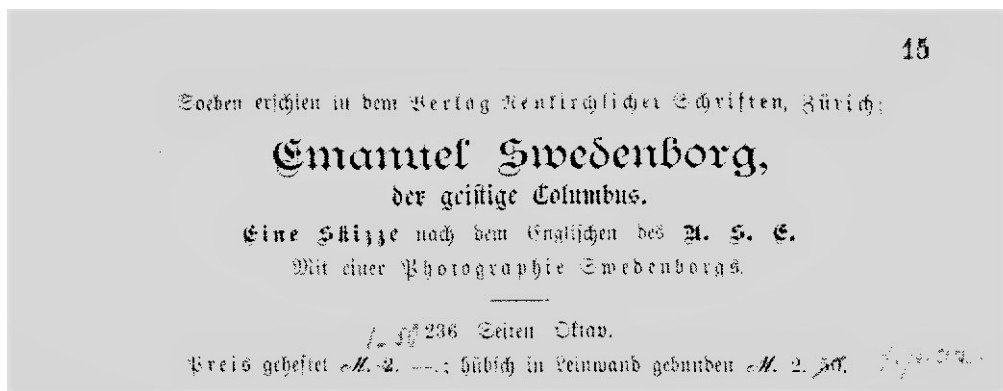 15
Soeben erschien in dem Verlag Neukirchlicher Schriften, Zürich:
Emanuel Swedenborg,
der geistige Columbus.
Eine Skizze nach dem Englischen des U. S. E.
Mit einer Photographie Swedenborgs.
236 Seiten Oktav.
Preis geheftet M. 2. —.; hübsch in Leinwand gebunden M. 2. 50.